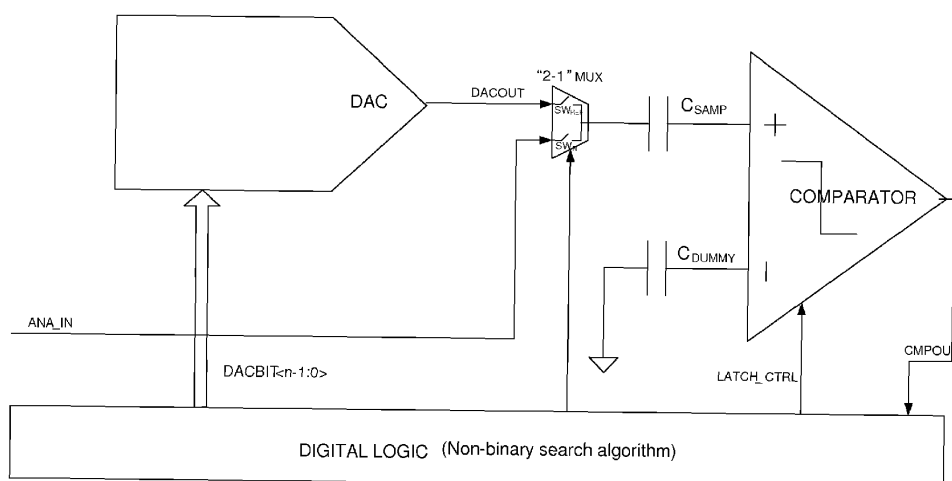 "2-1" MUX
DAC
DACOUT
CSAMP
+
COMPARATOR
CDUMMY
ANA_IN
DACBIT<n-1:0>
LATCH_CTRL
CMPOU
DIGITAL LOGIC (Non-binary search algorithm)